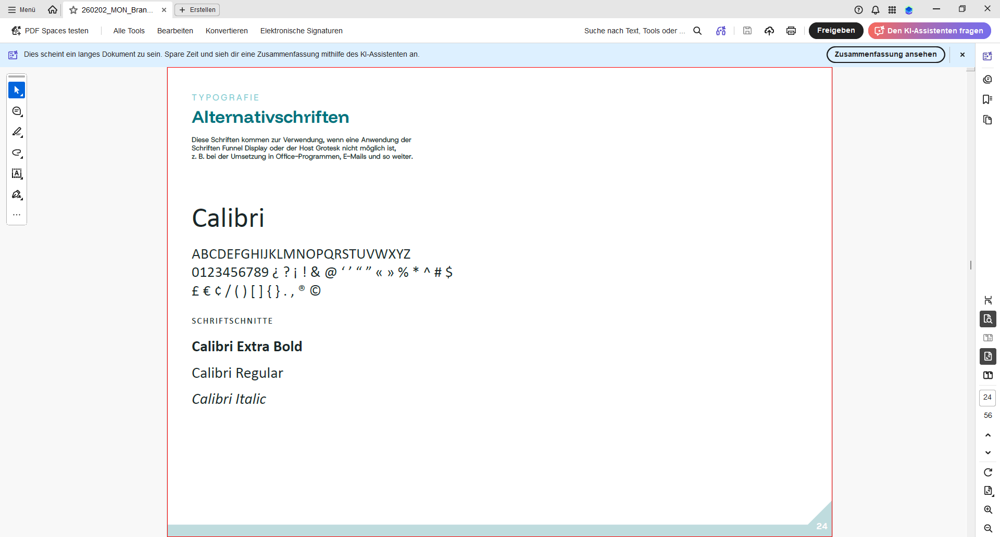 Menü
260202_MON_Bran...
Erstellen
PDF Spaces testen
Alle Tools
Bearbeiten
Konvertieren
Elektronische Signaturen
Suche nach Text, Tools oder ...
Freigeben
Den KI-Assistenten fragen
Dies scheint ein langes Dokument zu sein. Spare Zeit und sieh dir eine Zusammenfassung mithilfe des KI-Assistenten an.
Zusammenfassung ansehen
TYPOGRAFIE
Alternativschriften
Diese Schriften kommen zur Verwendung, wenn eine Anwendung der
Schriften Funnel Display oder der Host Grotesk nicht möglich ist,
z. B. bei der Umsetzung in Office-Programmen, E-Mails und so weiter.
Calibri
ABCDEFGHIJKLMNOPQRSTUVWXYZ
0123456789 ¿ ? ¡ ! & @ ‘ ’ “ ” « » % * ^ # $
£ € ¢ / ( ) [ ] { } . , ® ©
SCHRIFTSCHNITTE
Calibri Extra Bold
Calibri Regular
Calibri Italic
24
24
56